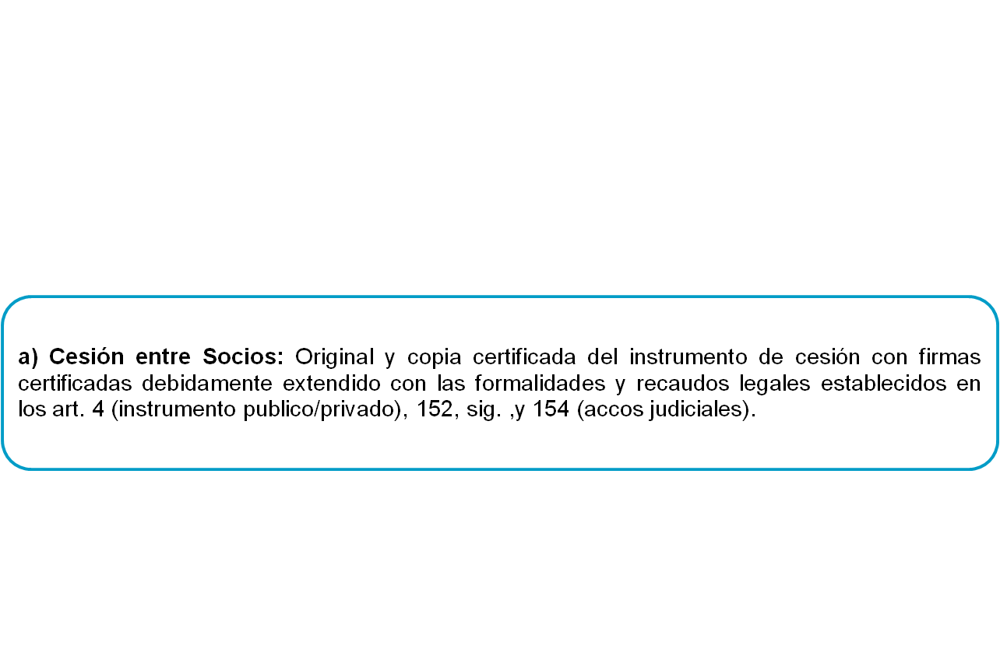 a) Cesión entre Socios: Original y copia certificada del instrumento de cesión con firmas
certificadas debidamente extendido con las formalidades y recaudos legales establecidos en
los art. 4 (instrumento publico/privado), 152, sig. ,y 154 (accos judiciales).